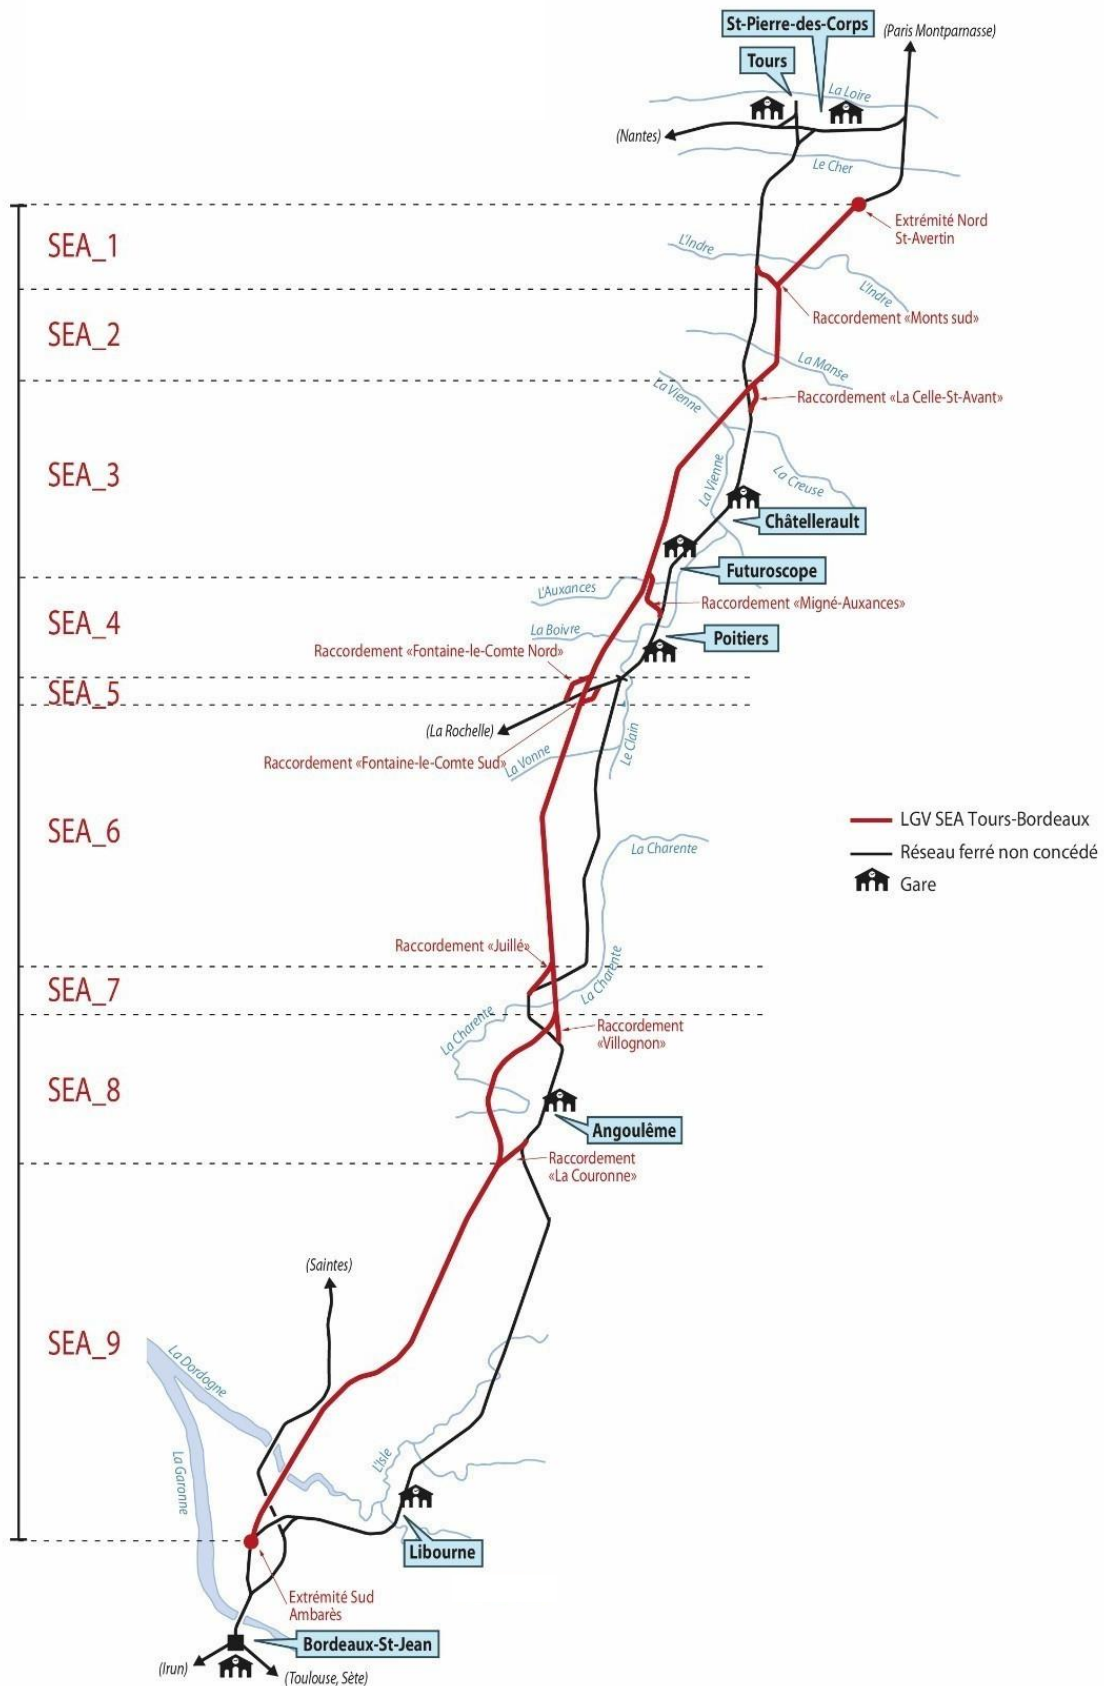 St-Pierre-des-Corps
(Paris Montparnasse)
Tours
La Loire
(Nantes)
Le Cher
Extrémité Nord
St-Avertin
SEA_1
L'Indre
L'Indre
Raccordement «Monts sud»
SEA_2
La Manse
La Vienne
Raccordement «La Celle-St-Avant»
SEA_3
La Vienne
La Creuse
Châtellerault
Futuroscope
L'Auxances
Raccordement «Migné-Auxances»
SEA_4
La Boivre
Poitiers
Raccordement «Fontaine-le-Comte Nord»
SEA_5
(La Rochelle)
Le Clain
Raccordement «Fontaine-le-Comte Sud»
La Vonne
SEA_6
LGV SEA Tours-Bordeaux
Réseau ferré non concédé
Gare
La Charente
Raccordement «Juillé»
SEA_7
La Charente
La Charente
Raccordement
«Villognon»
SEA_8
Angoulême
Raccordement
«La Couronne»
(Saintes)
SEA_9
La Dordogne
La Garonne
L'Isle
Libourne
Extrémité Sud
Ambarès
Bordeaux-St-Jean
(Irun)
(Toulouse, Sète)